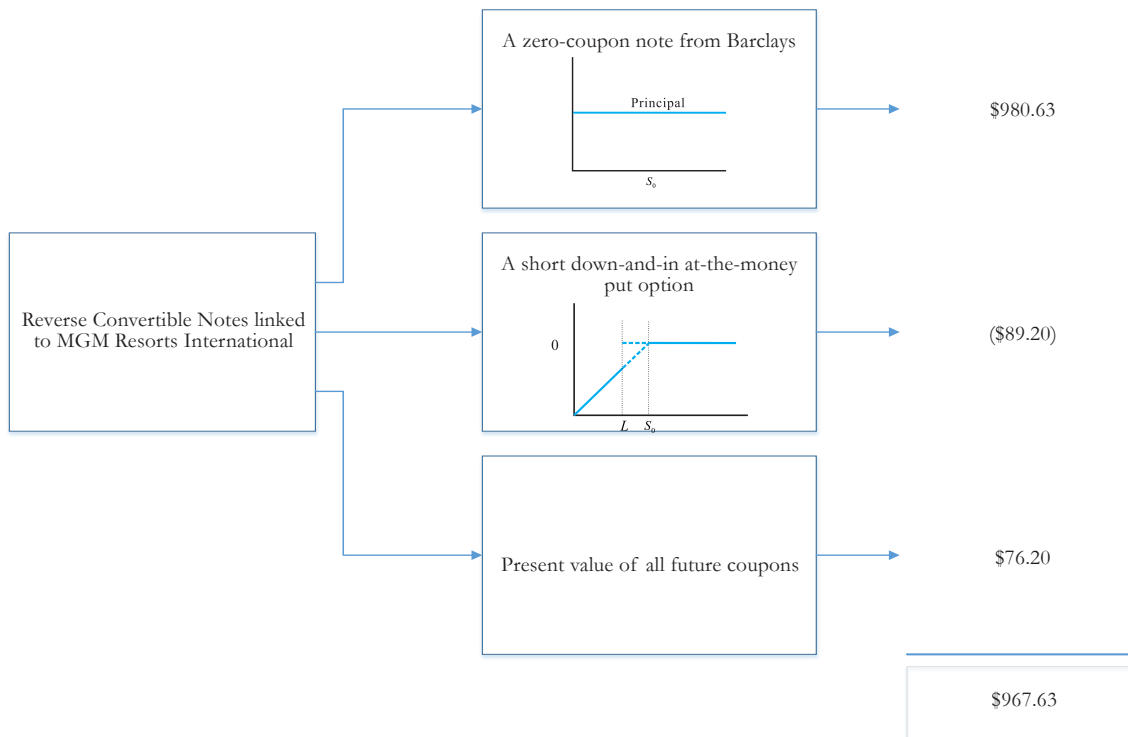 A zero-coupon note from Barclays
Principal
S₀
$980.63
Reverse Convertible Notes linked
to MGM Resorts International
A short down-and-in at-the-money
put option
0
L S₀
($89.20)
Present value of all future coupons
$76.20
$967.63